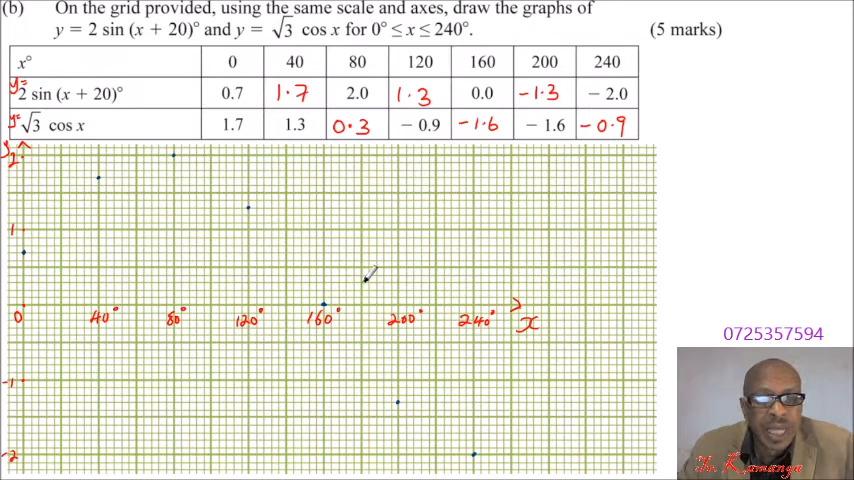 (b) On the grid provided, using the same scale and axes, draw the graphs of
y = 2 sin (x + 20)° and y = √3 cos x for 0° ≤ x ≤ 240°. (5 marks)
x° 0 40 80 120 160 200 240
y= 2 sin (x + 20)° 0.7 1.7 2.0 1.3 0.0 -1.3 – 2.0
y= √3 cos x 1.7 1.3 0.3 – 0.9 -1.6 – 1.6 -0.9
y
2
1
0° 40° 80° 120° 160° 200° 240° x
-1
-2
0725357594
Tr. Kamangu